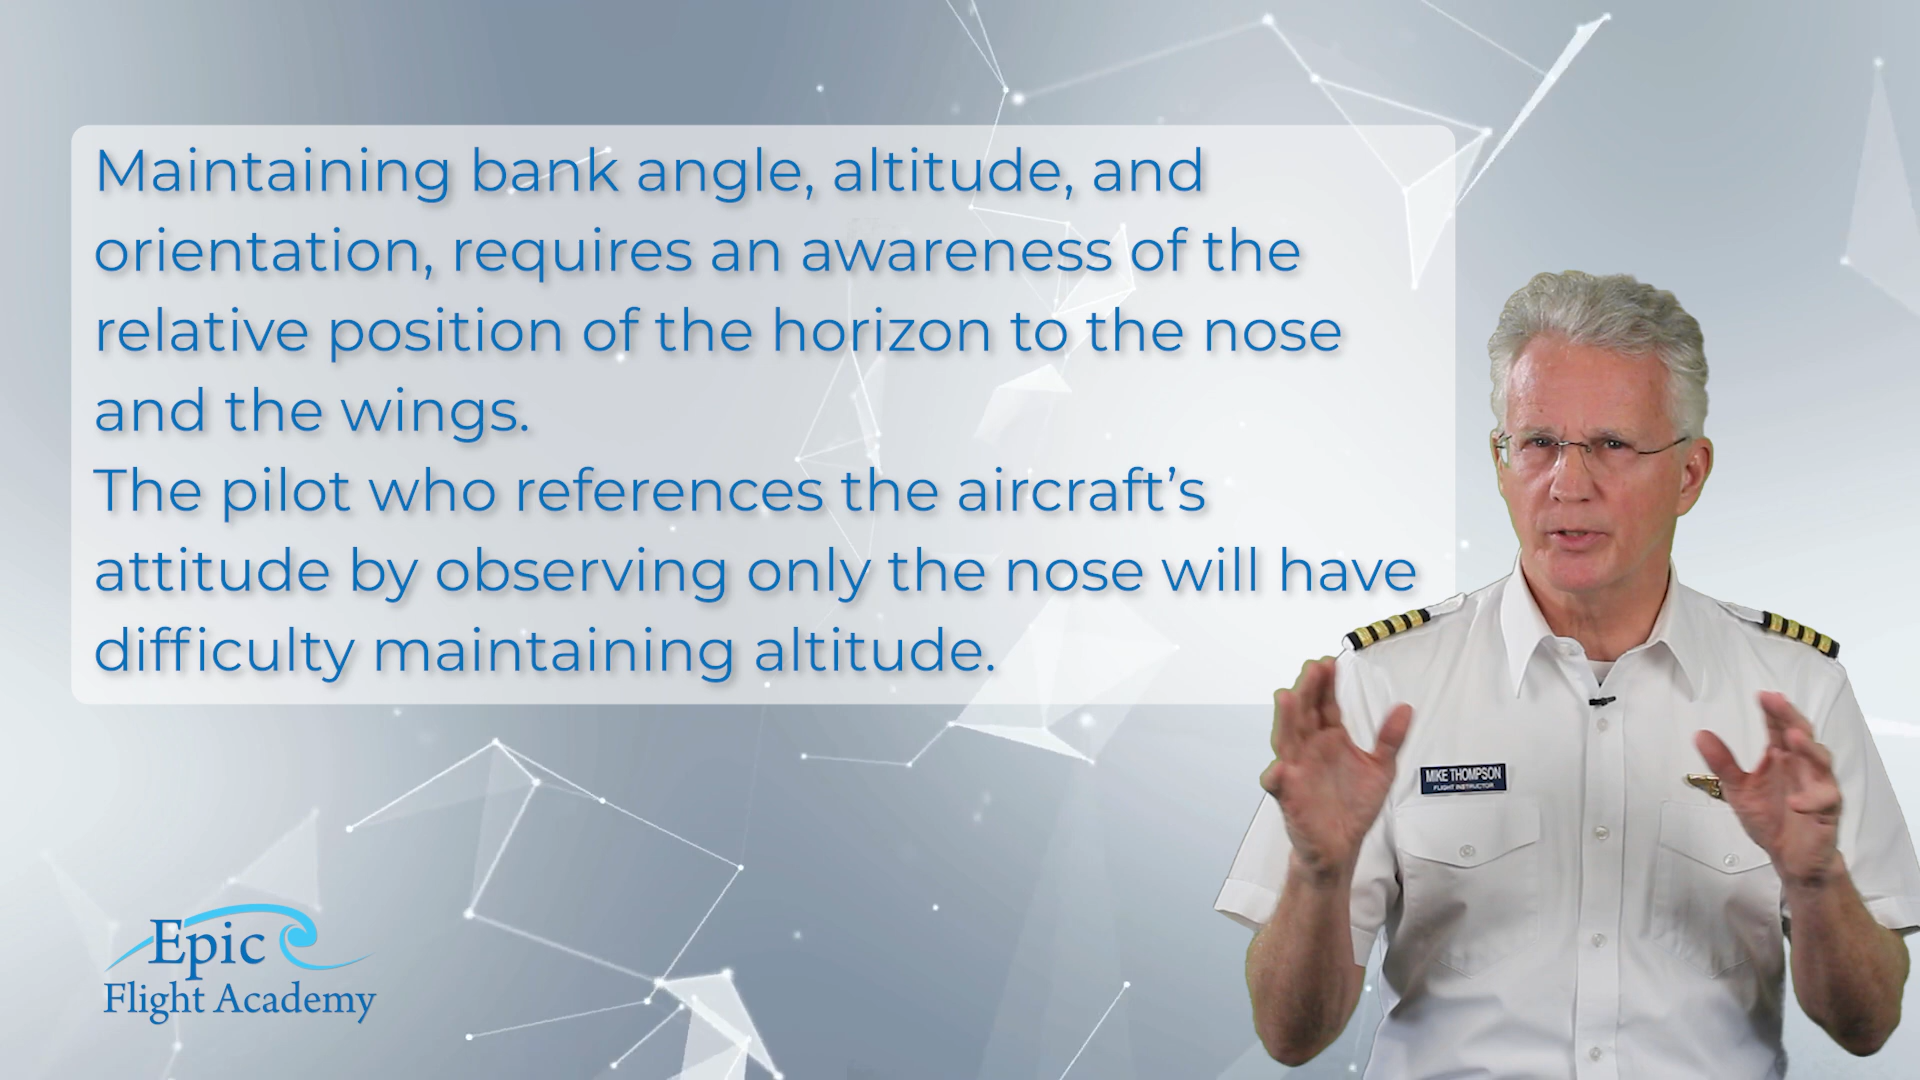 Maintaining bank angle, altitude, and
orientation, requires an awareness of the
relative position of the horizon to the nose
and the wings.
The pilot who references the aircraft’s
attitude by observing only the nose will have
difficulty maintaining altitude.
MIKE THOMPSON
FLIGHT INSTRUCTOR
Epic
Flight Academy